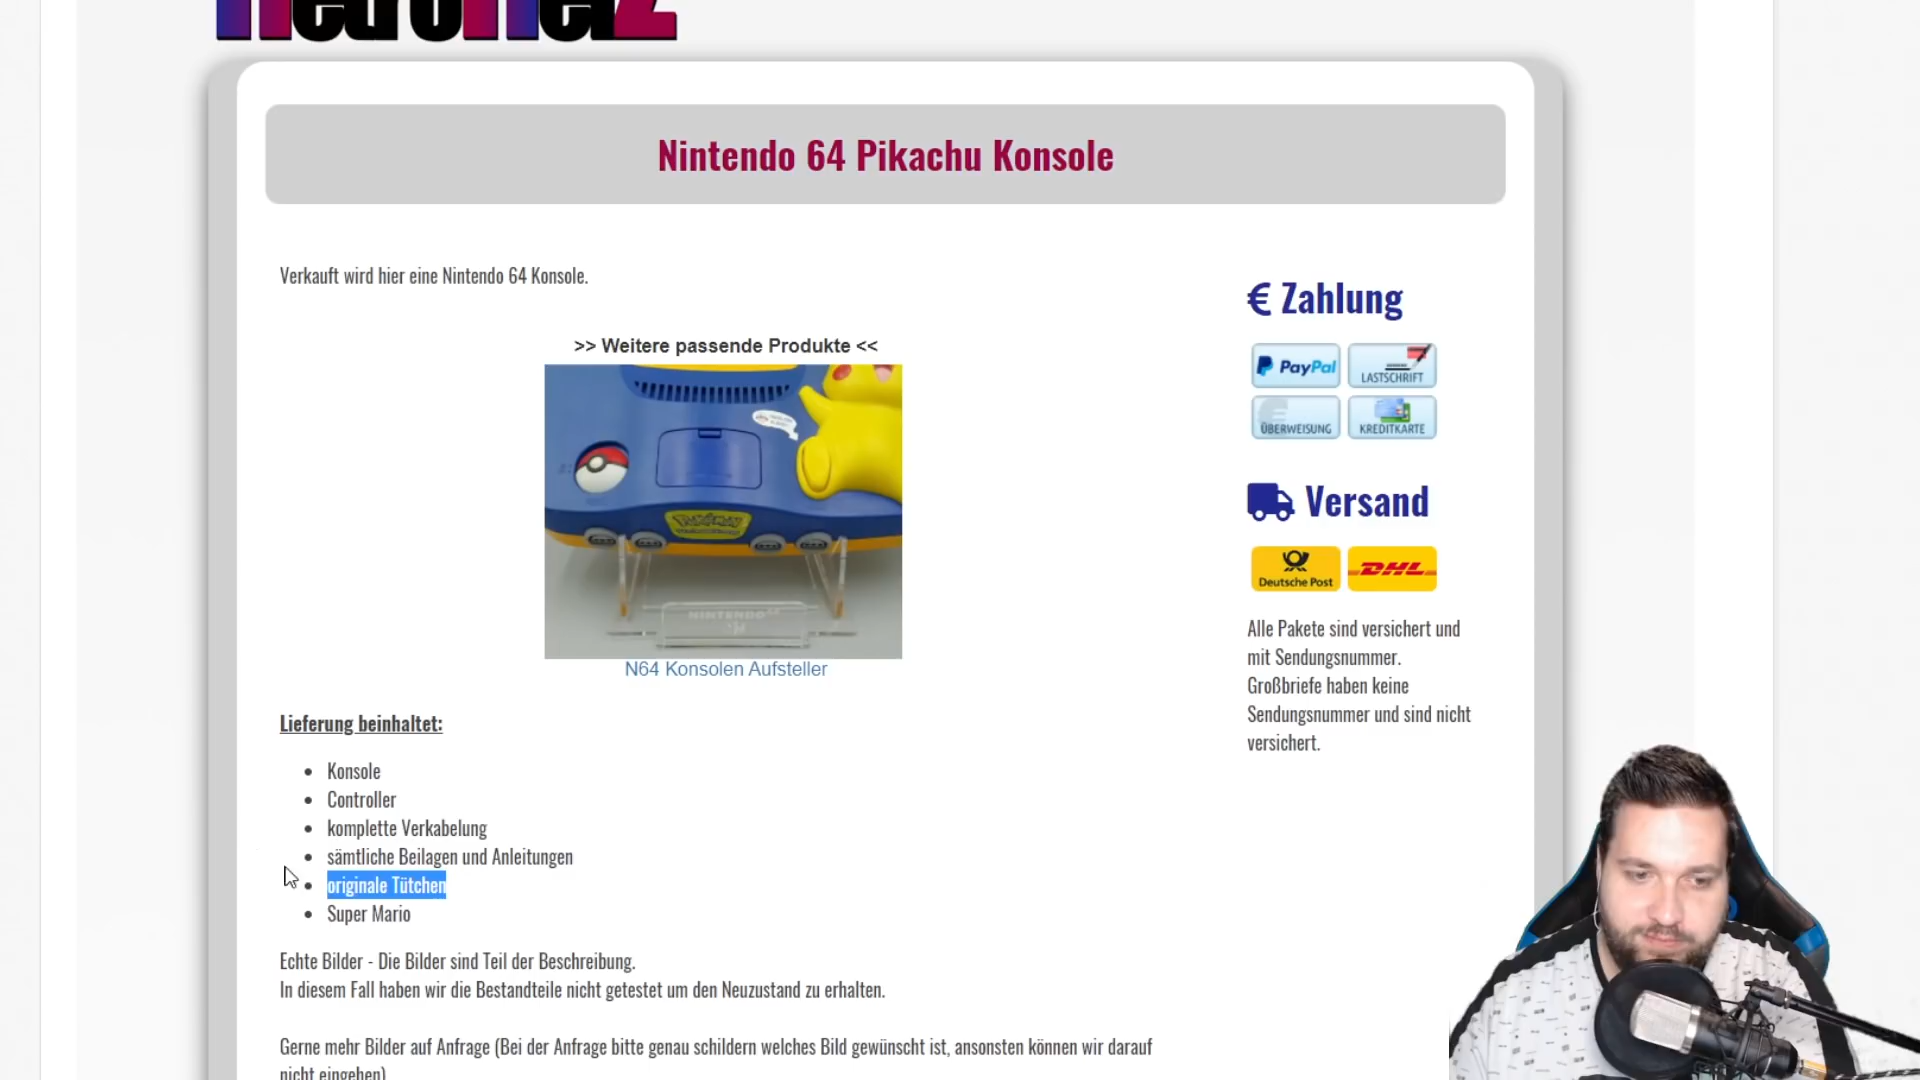 RetroHerz
Nintendo 64 Pikachu Konsole
Verkauft wird hier eine Nintendo 64 Konsole.
>> Weitere passende Produkte <<
POKéMON
NINTENDO64
N64 Konsolen Aufsteller
Lieferung beinhaltet:
Konsole
Controller
komplette Verkabelung
sämtliche Beilagen und Anleitungen
originale Tütchen
Super Mario
Echte Bilder - Die Bilder sind Teil der Beschreibung.
In diesem Fall haben wir die Bestandteile nicht getestet um den Neuzustand zu erhalten.
Gerne mehr Bilder auf Anfrage (Bei der Anfrage bitte genau schildern welches Bild gewünscht ist, ansonsten können wir darauf
nicht eingehen)
€ Zahlung
PayPal
LASTSCHRIFT
ÜBERWEISUNG
KREDITKARTE
Versand
Deutsche Post
DHL
Alle Pakete sind versichert und
mit Sendungsnummer.
Großbriefe haben keine
Sendungsnummer und sind nicht
versichert.